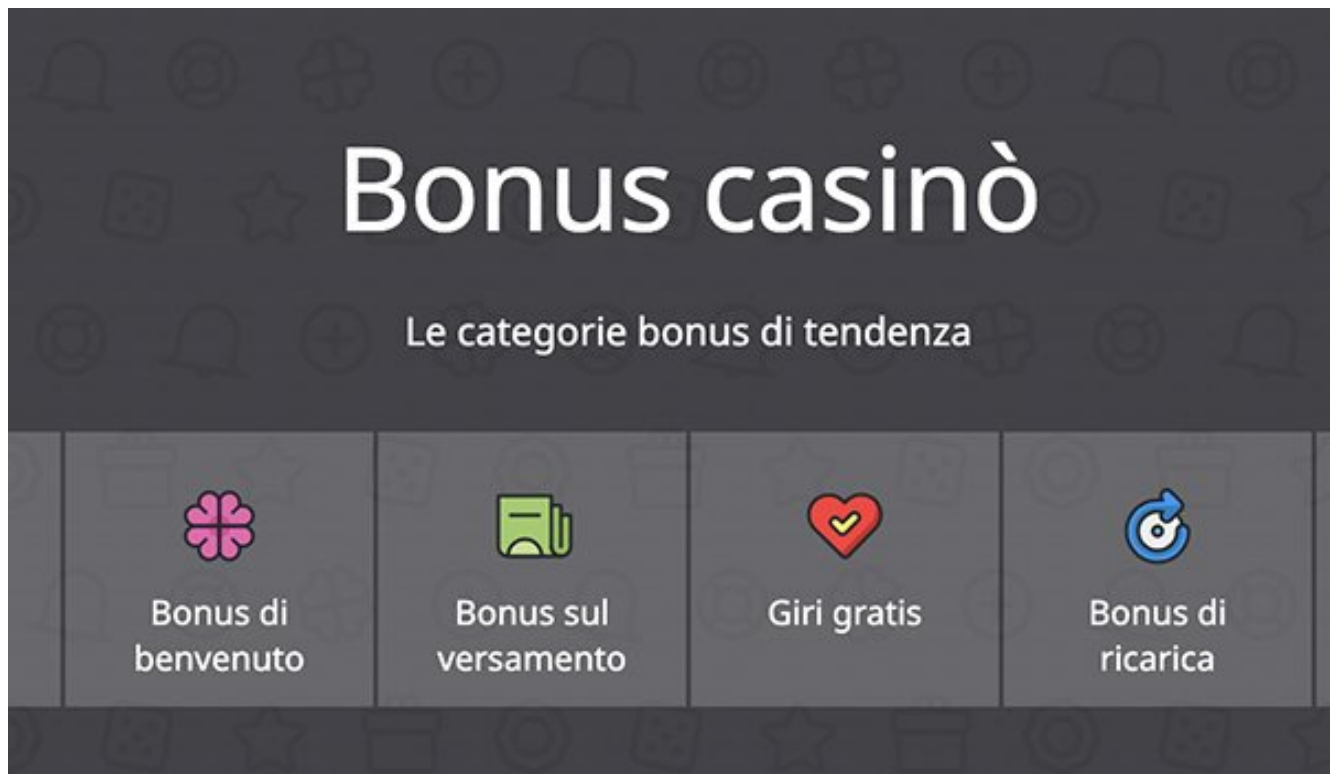 Bonus casinò
Le categorie bonus di tendenza
Bonus di
benvenuto
Bonus sul
versamento
Giri gratis
Bonus di
ricarica